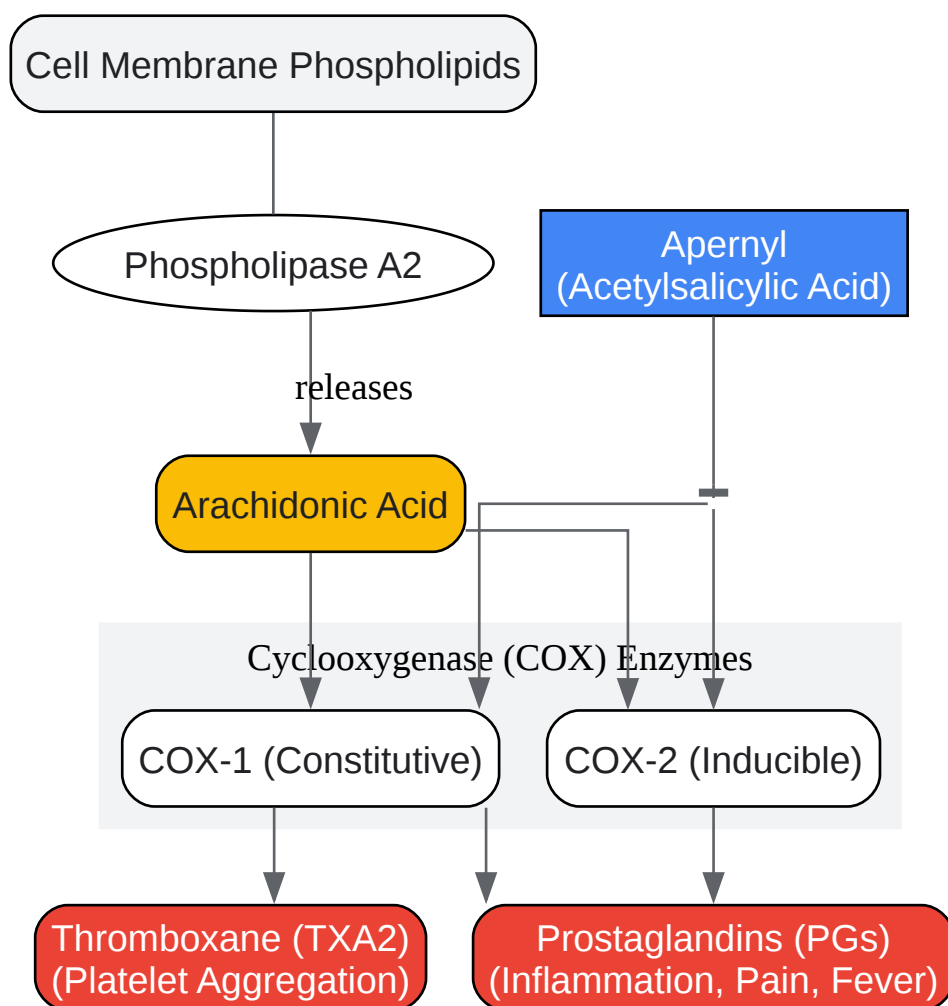 Cell Membrane Phospholipids
Phospholipase A2
Apernyl
(Acetylsalicylic Acid)
releases
Arachidonic Acid
Cyclooxygenase (COX) Enzymes
COX-1 (Constitutive)
COX-2 (Inducible)
Thromboxane (TXA2)
(Platelet Aggregation)
Prostaglandins (PGs)
(Inflammation, Pain, Fever)